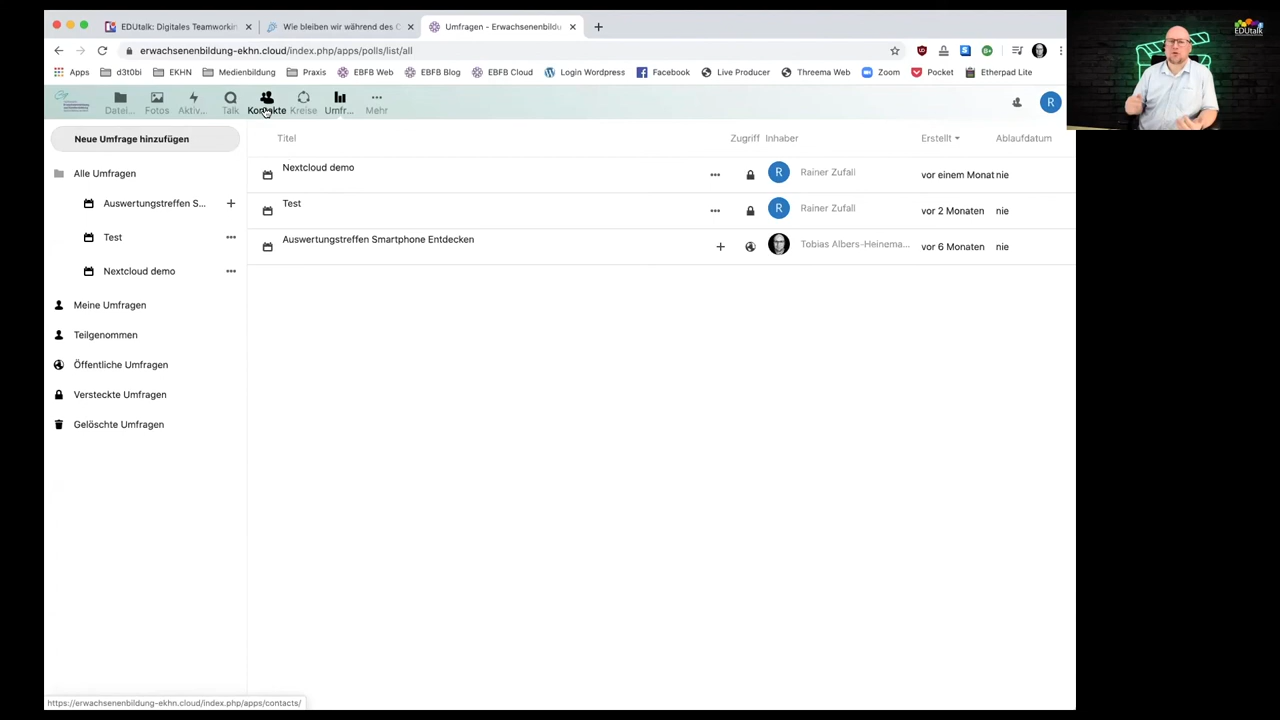 EDUtalk: Digitales Teamworkin
Wie bleiben wir während des C
Umfragen - Erwachsenenbildu
erwachsenenbildung-ekhn.cloud/index.php/apps/polls/list/all
Apps
d3t0bi
EKHN
Medienbildung
Praxis
EBFB Web
EBFB Blog
EBFB Cloud
Login Wordpress
Facebook
Live Producer
Threema Web
Zoom
Pocket
Etherpad Lite
EDUtalk
Datei...
Fotos
Aktiv...
Talk
Kontakte
Kreise
Umfr...
Mehr
R
Neue Umfrage hinzufügen
Alle Umfragen
Auswertungstreffen S...
Test
Nextcloud demo
Meine Umfragen
Teilgenommen
Öffentliche Umfragen
Versteckte Umfragen
Gelöschte Umfragen
Titel Zugriff Inhaber Erstellt Ablaufdatum
Nextcloud demo R Rainer Zufall vor einem Monat nie
Test R Rainer Zufall vor 2 Monaten nie
Auswertungstreffen Smartphone Entdecken Tobias Albers-Heinema... vor 6 Monaten nie
https://erwachsenenbildung-ekhn.cloud/index.php/apps/contacts/